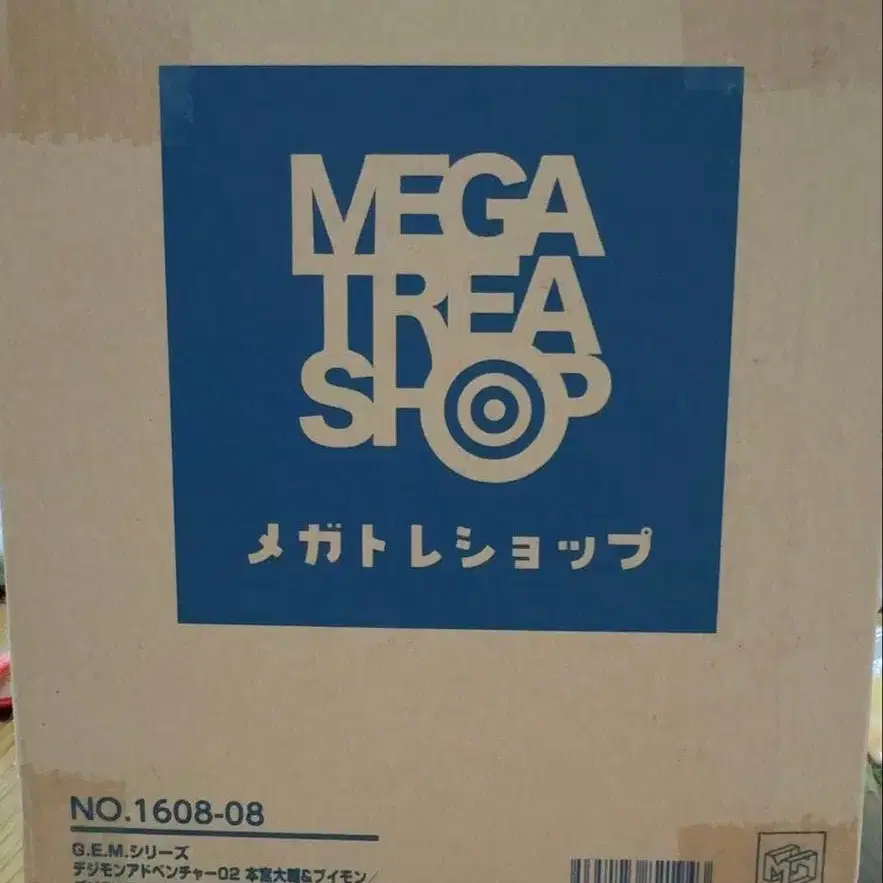 MEGA
TREA
SHOP
メガトレショップ
NO.1608-08
G.E.M.シリーズ
デジモンアドベンチャー02 本宮大輔&ブイモン/